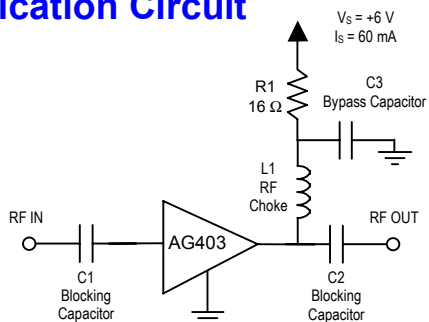 ication Circuit
Vs = +6 V
Is = 60 mA
R1
16 Ω
C3
Bypass Capacitor
L1
RF
Choke
RF IN
AG403
RF OUT
C1
Blocking
Capacitor
C2
Blocking
Capacitor